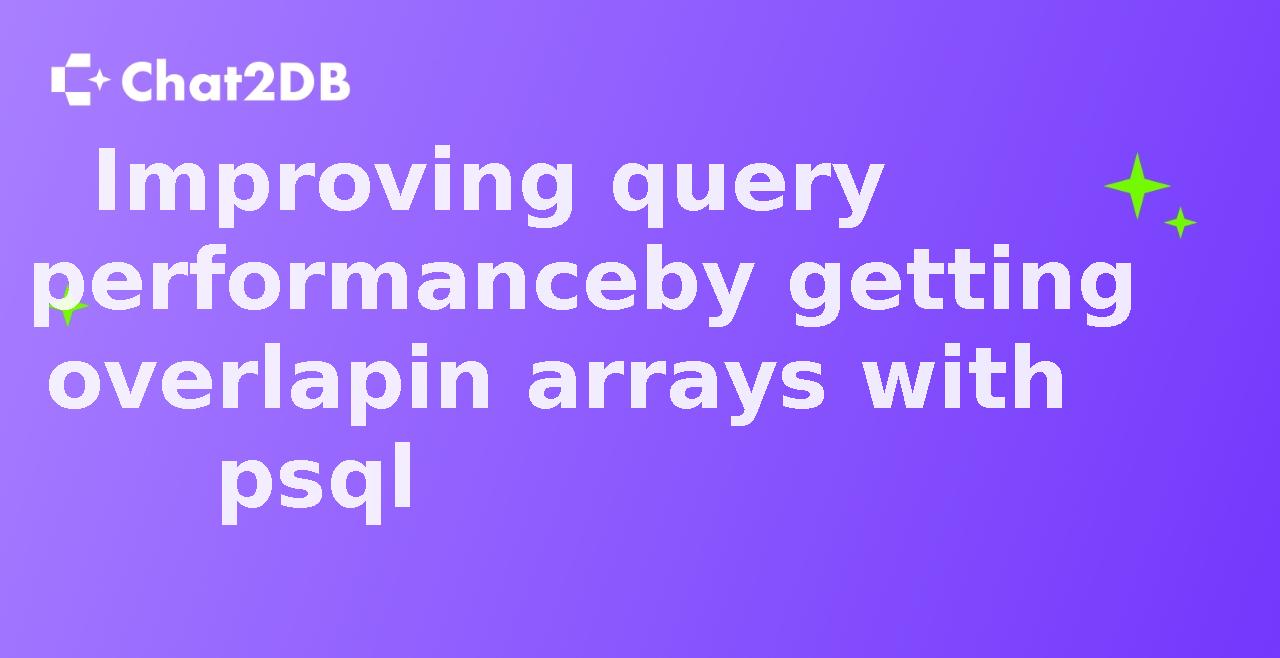 Chat2DB
Improving query
performanceby getting
overlapin arrays with
psql